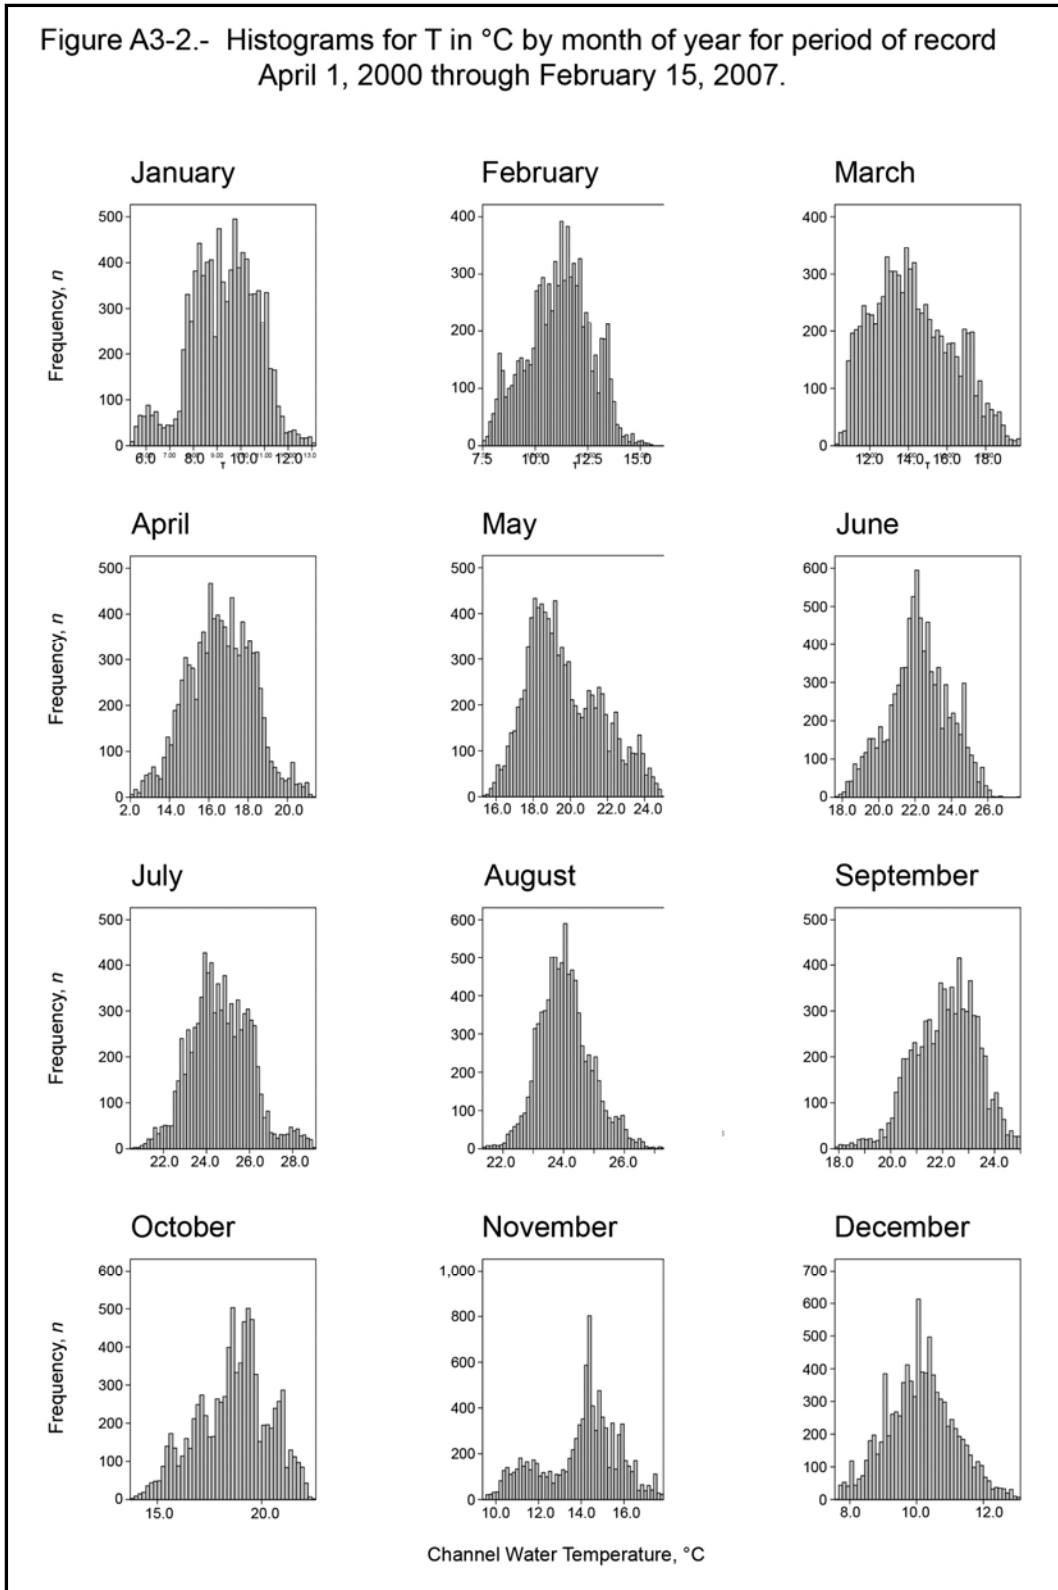 Figure A3-2.- Histograms for T in °C by month of year for period of record
April 1, 2000 through February 15, 2007.
January
February
March
Frequency, n
500
400
300
200
100
0
6.0 7.00 8.0 9.00 10.0 11.00 12.0 13.0
T
400
300
200
100
0
7.5 10.0 12.5 15.0
T
400
300
200
100
0
12.0 14.0 16.0 18.0
T
April
May
June
Frequency, n
500
400
300
200
100
0
2.0 14.0 16.0 18.0 20.0
500
400
300
200
100
0
16.0 18.0 20.0 22.0 24.0
600
500
400
300
200
100
0
18.0 20.0 22.0 24.0 26.0
July
August
September
Frequency, n
500
400
300
200
100
0
22.0 24.0 26.0 28.0
600
500
400
300
200
100
0
22.0 24.0 26.0
500
400
300
200
100
0
18.0 20.0 22.0 24.0
October
November
December
Frequency, n
600
500
400
300
200
100
0
15.0 20.0
1,000
800
600
400
200
0
10.0 12.0 14.0 16.0
700
600
500
400
300
200
100
0
8.0 10.0 12.0
Channel Water Temperature, °C